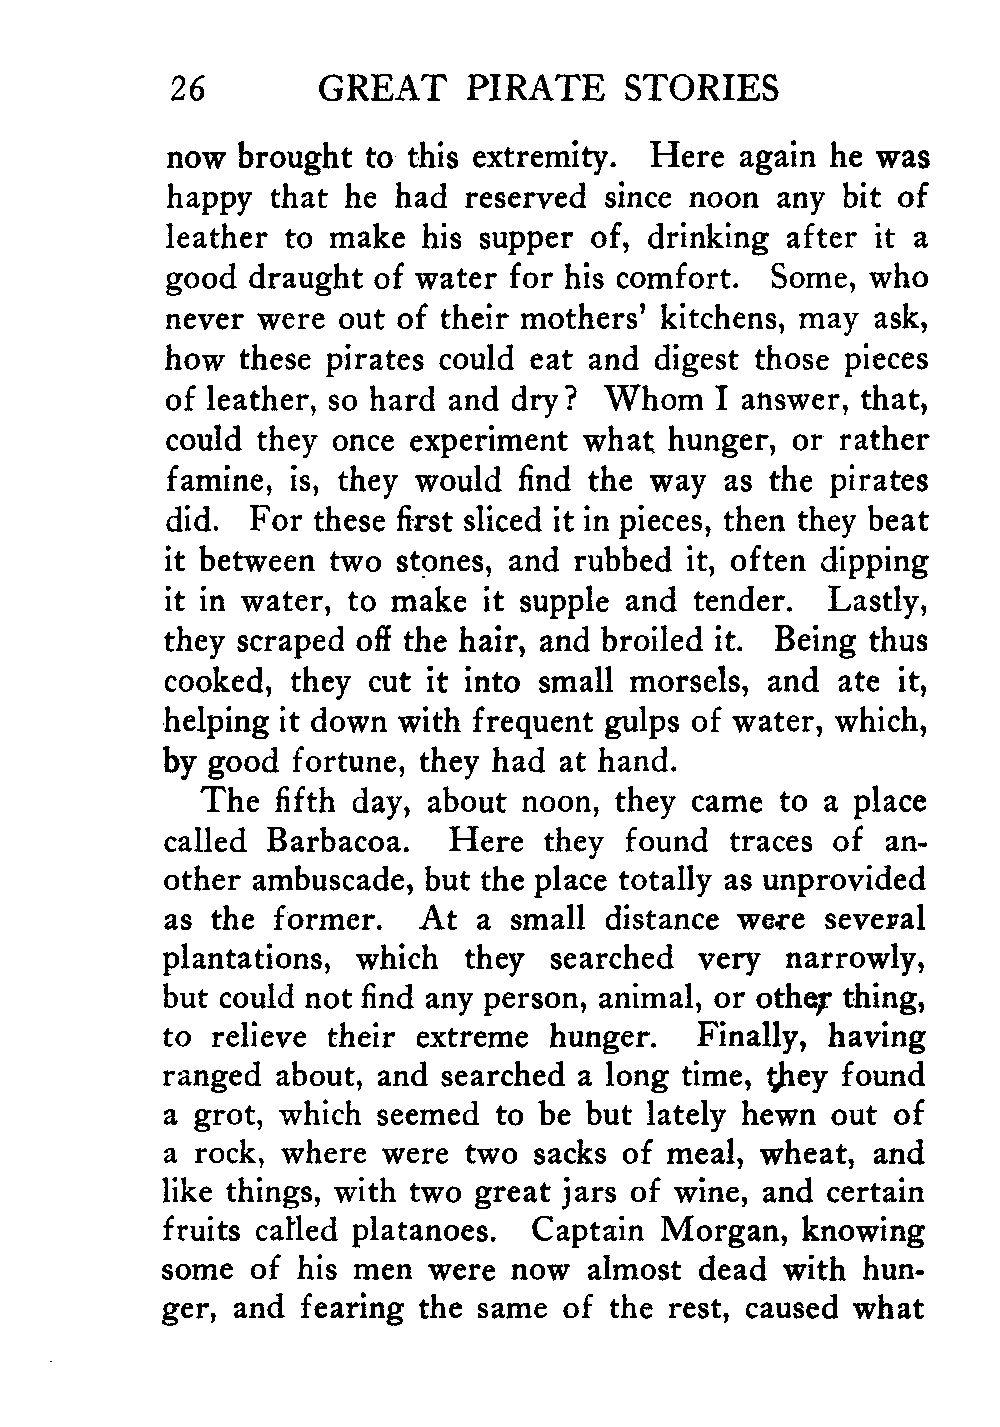 26 GREAT PIRATE STORIES
now brought to this extremity. Here again he was
happy that he had reserved since noon any bit of
leather to make his supper of, drinking after it a
good draught of water for his comfort. Some, who
never were out of their mothers' kitchens, may ask,
how these pirates could eat and digest those pieces
of leather, so hard and dry? Whom I answer, that,
could they once experiment what hunger, or rather
famine, is, they would find the way as the pirates
did. For these first sliced it in pieces, then they beat
it between two stones, and rubbed it, often dipping
it in water, to make it supple and tender. Lastly,
they scraped off the hair, and broiled it. Being thus
cooked, they cut it into small morsels, and ate it,
helping it down with frequent gulps of water, which,
by good fortune, they had at hand.
The fifth day, about noon, they came to a place
called Barbacoa. Here they found traces of an-
other ambuscade, but the place totally as unprovided
as the former. At a small distance were several
plantations, which they searched very narrowly,
but could not find any person, animal, or other thing,
to relieve their extreme hunger. Finally, having
ranged about, and searched a long time, they found
a grot, which seemed to be but lately hewn out of
a rock, where were two sacks of meal, wheat, and
like things, with two great jars of wine, and certain
fruits called platanoes. Captain Morgan, knowing
some of his men were now almost dead with hun-
ger, and fearing the same of the rest, caused what